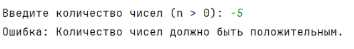 Введите количество чисел (n > 0): -5
Ошибка: Количество чисел должно быть положительным.